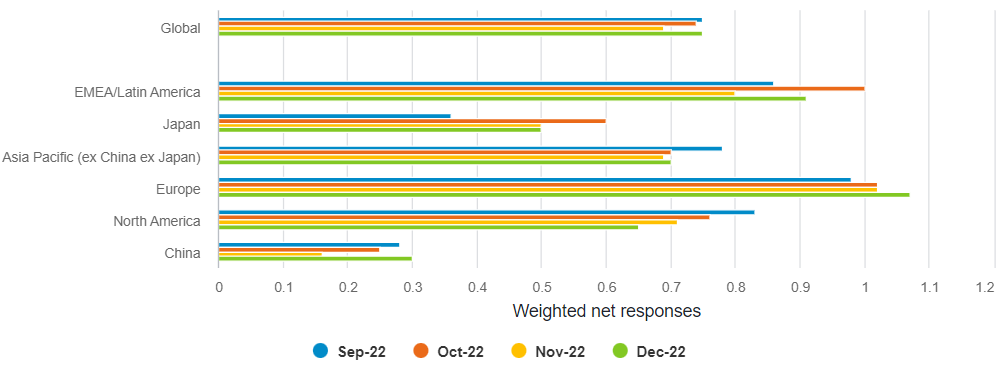 Global
EMEA/Latin America
Japan
Asia Pacific (ex China ex Japan)
Europe
North America
China
0 0.1 0.2 0.3 0.4 0.5 0.6 0.7 0.8 0.9 1 1.1 1.2
Weighted net responses
Sep-22 Oct-22 Nov-22 Dec-22